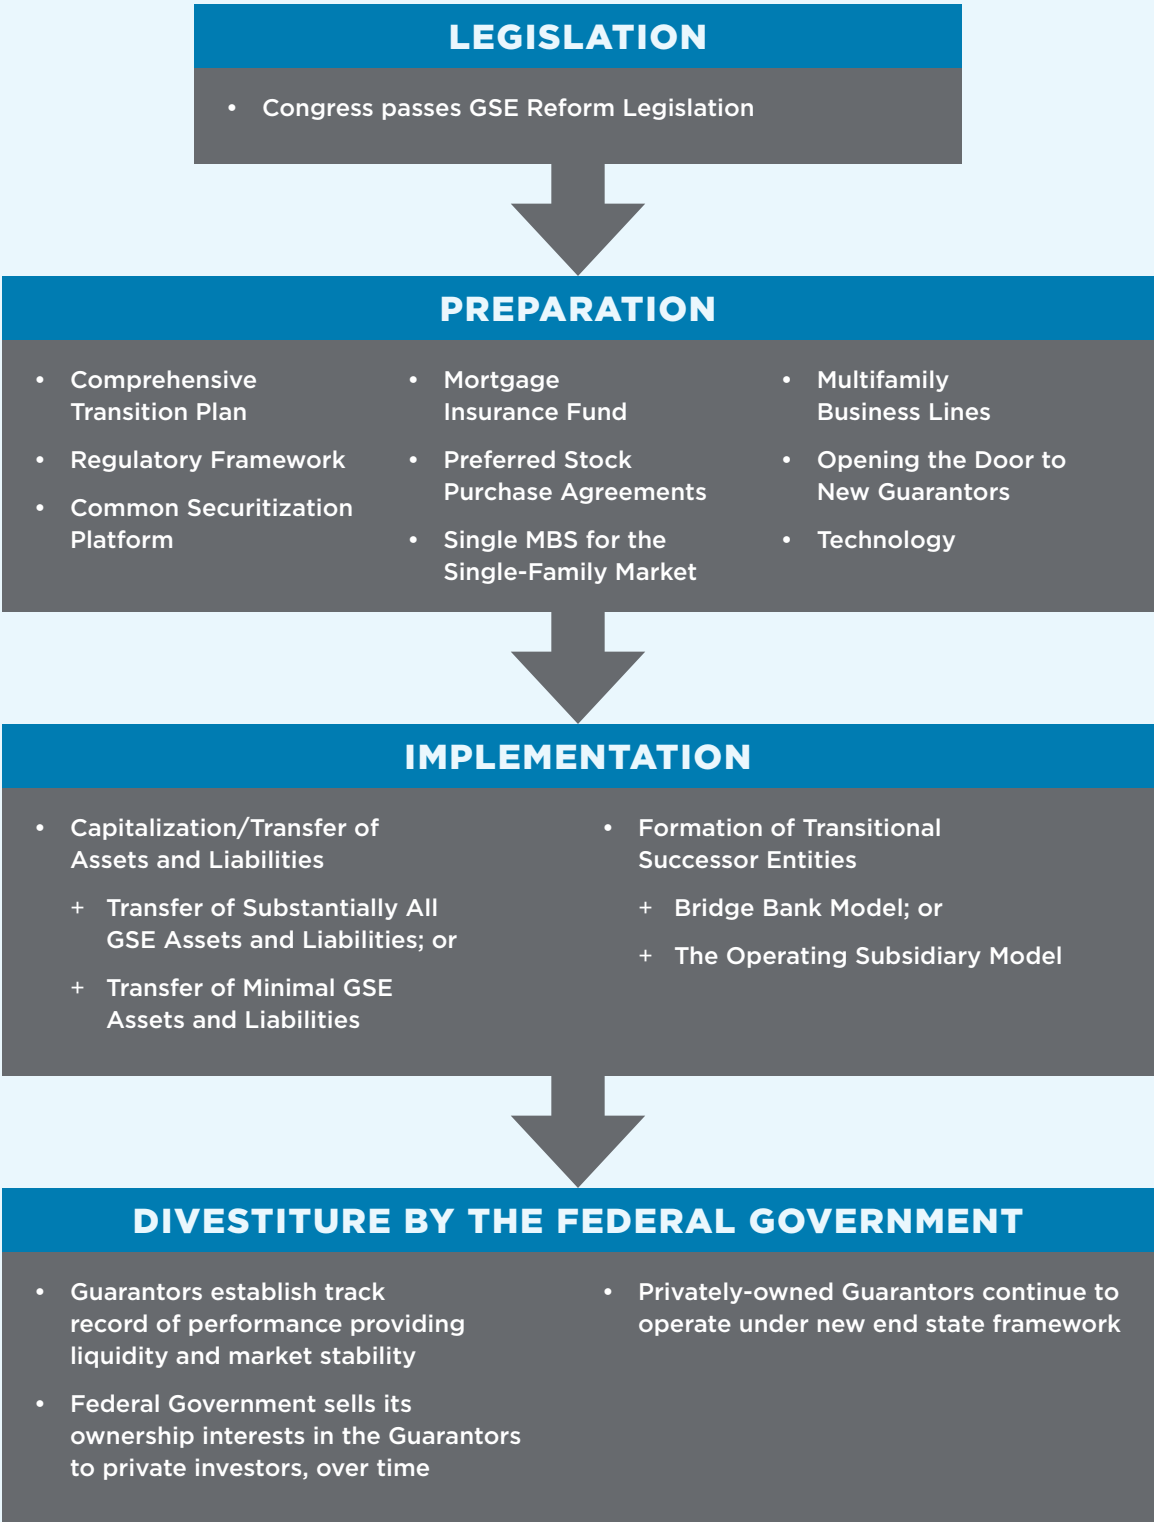 LEGISLATION
• Congress passes GSE Reform Legislation
PREPARATION
• Comprehensive
Transition Plan
• Regulatory Framework
• Common Securitization
Platform
• Mortgage
Insurance Fund
• Preferred Stock
Purchase Agreements
• Single MBS for the
Single-Family Market
• Multifamily
Business Lines
• Opening the Door to
New Guarantors
• Technology
IMPLEMENTATION
• Capitalization/Transfer of
Assets and Liabilities
+ Transfer of Substantially All
GSE Assets and Liabilities; or
+ Transfer of Minimal GSE
Assets and Liabilities
• Formation of Transitional
Successor Entities
+ Bridge Bank Model; or
+ The Operating Subsidiary Model
DIVESTITURE BY THE FEDERAL GOVERNMENT
• Guarantors establish track
record of performance providing
liquidity and market stability
• Federal Government sells its
ownership interests in the Guarantors
to private investors, over time
• Privately-owned Guarantors continue to
operate under new end state framework